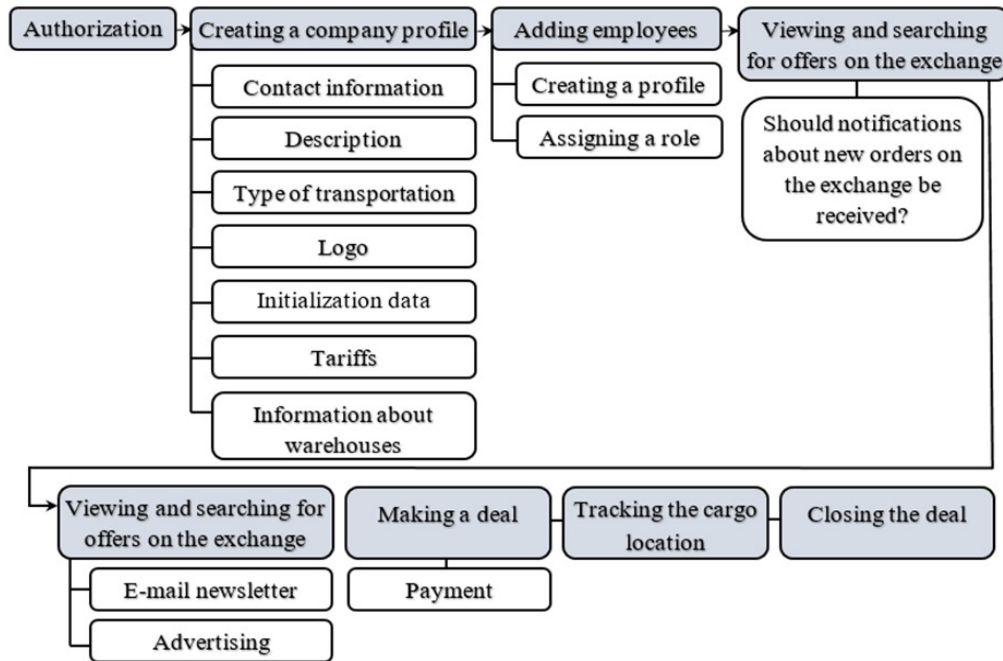 Authorization
Creating a company profile
Adding employees
Viewing and searching
for offers on the exchange
Contact information
Description
Type of transportation
Logo
Initialization data
Tariffs
Information about
warehouses
Creating a profile
Assigning a role
Should notifications
about new orders on
the exchange be
received?
Viewing and searching for
offers on the exchange
E-mail newsletter
Advertising
Making a deal
Payment
Tracking the cargo
location
Closing the deal